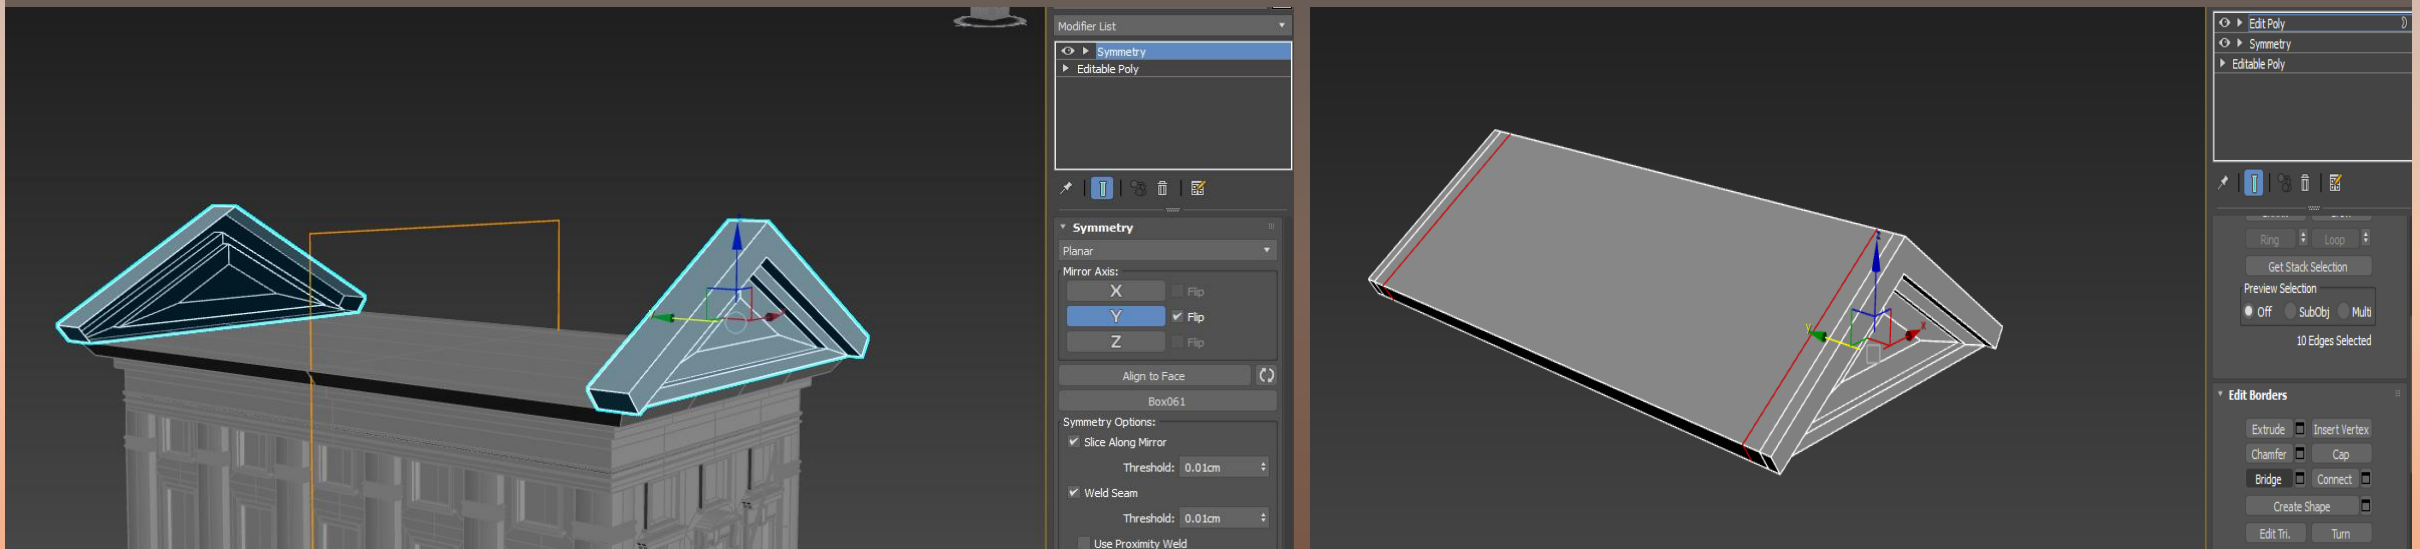 Modifier List
Symmetry
Editable Poly
Symmetry
Planar
Mirror Axis:
X Flip
Y Flip
Z Flip
Align to Face
Box061
Symmetry Options:
Slice Along Mirror
Threshold: 0.01cm
Weld Seam
Threshold: 0.01cm
Use Proximity Weld
Edit Poly
Symmetry
Editable Poly
Ring Loop
Get Stack Selection
Preview Selection
Off SubObj Multi
10 Edges Selected
Edit Borders
Extrude Insert Vertex
Chamfer Cap
Bridge Connect
Create Shape
Edit Tri. Turn